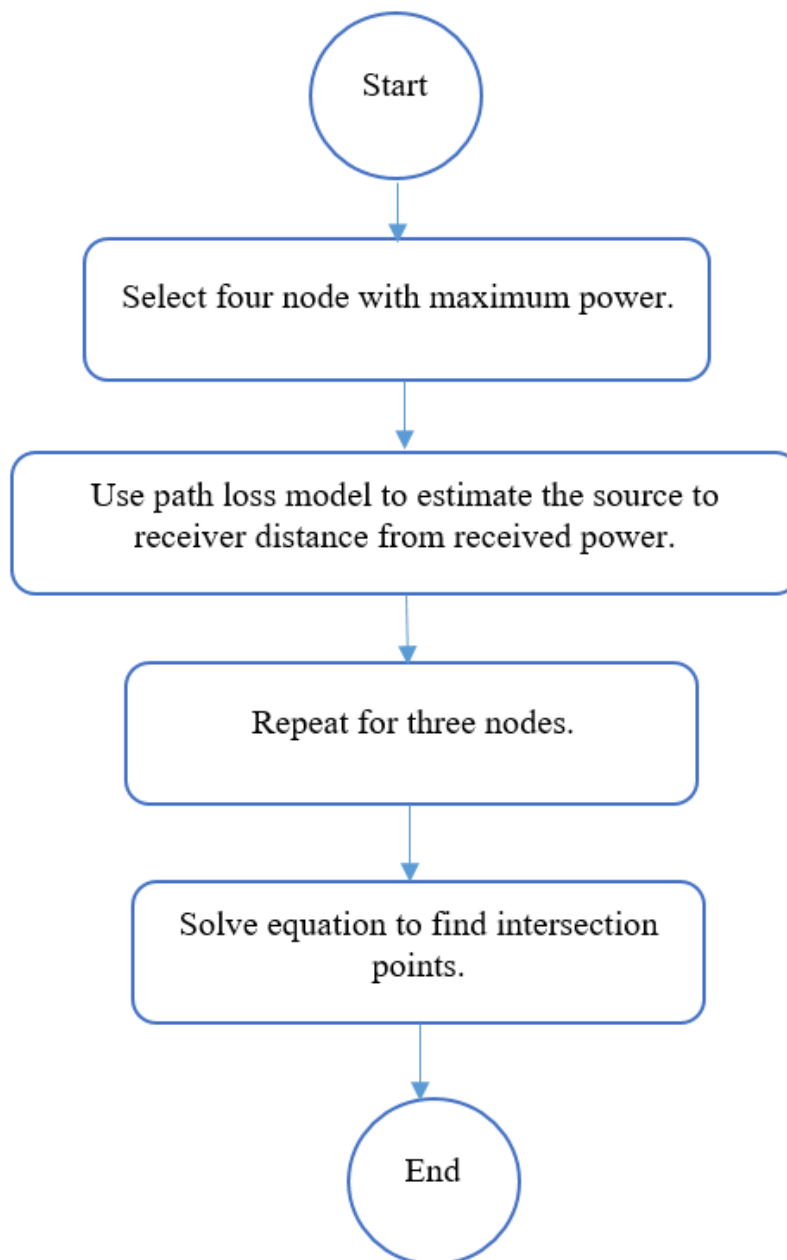 Start
Select four node with maximum power.
Use path loss model to estimate the source to
receiver distance from received power.
Repeat for three nodes.
Solve equation to find intersection
points.
End